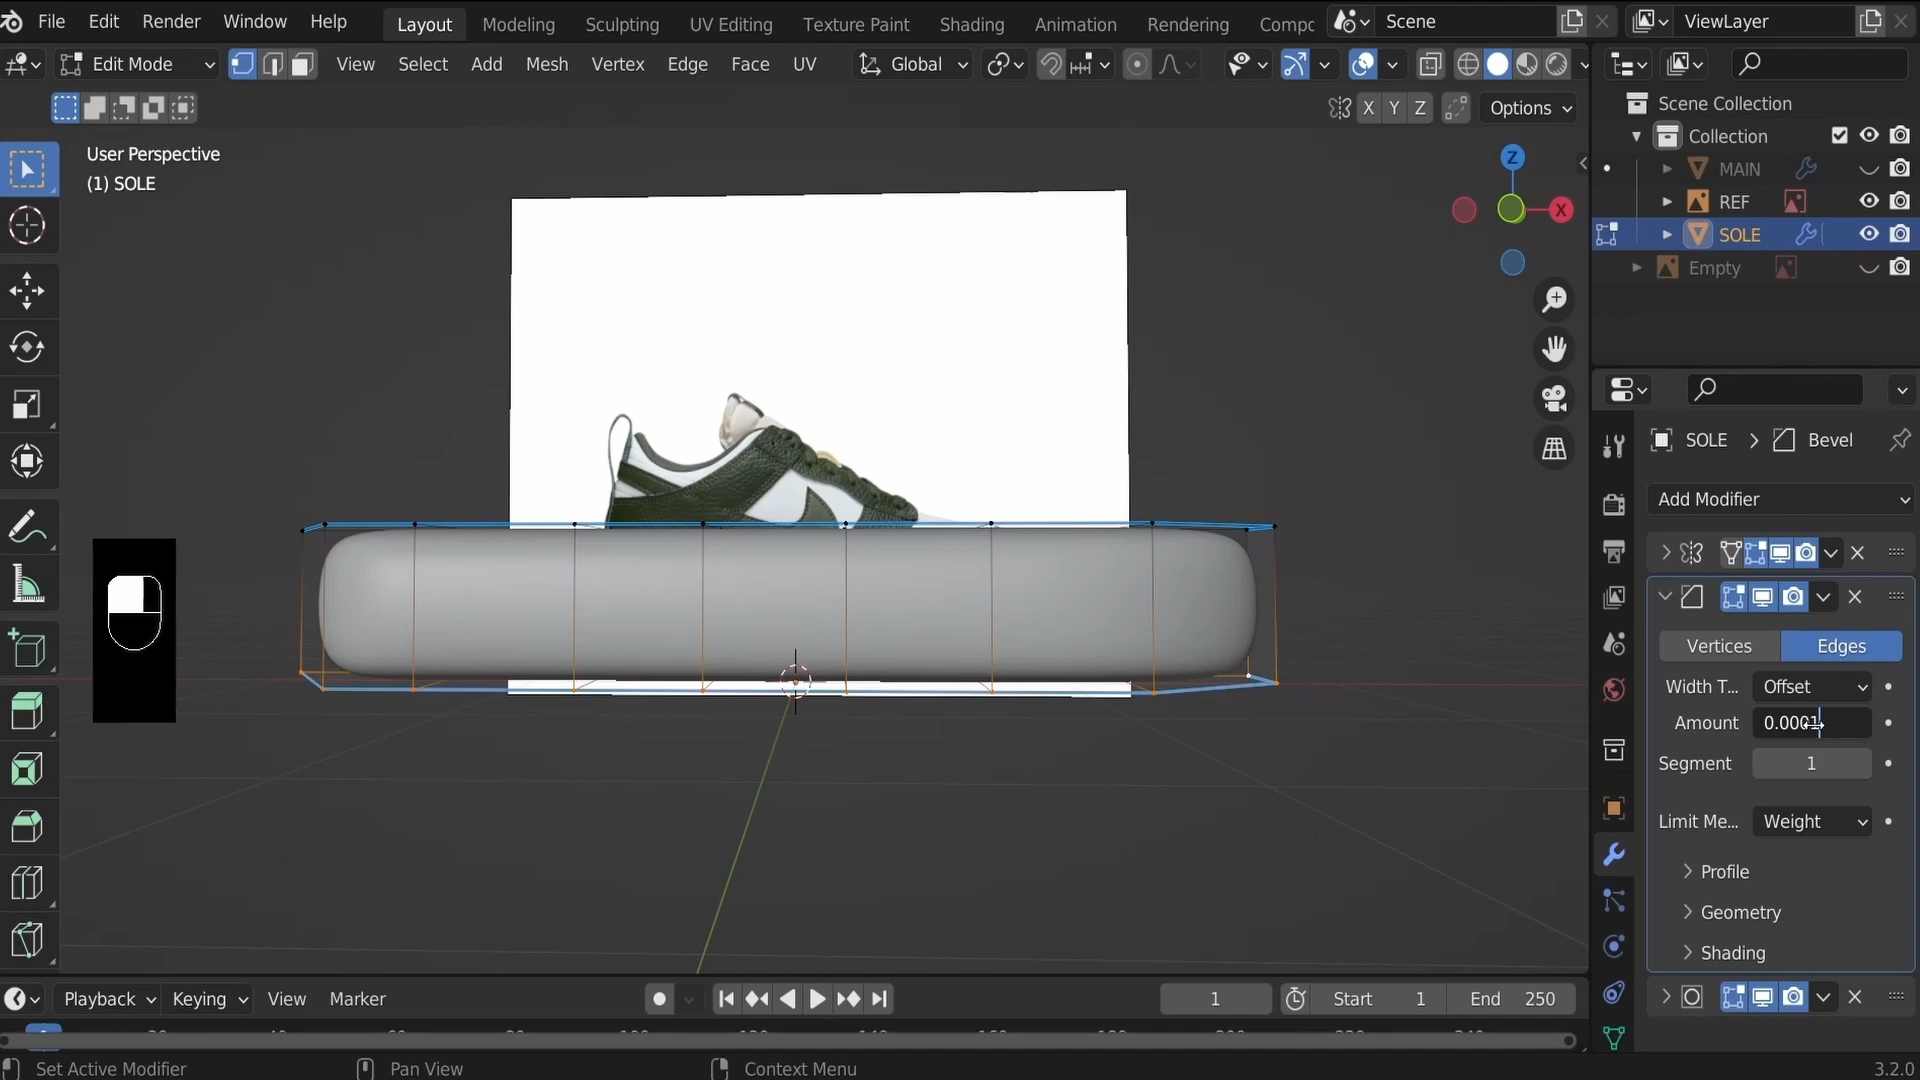 File Edit Render Window Help Layout Modeling Sculpting UV Editing Texture Paint Shading Animation Rendering Compc Scene ViewLayer
Edit Mode View Select Add Mesh Vertex Edge Face UV Global
X Y Z Options
User Perspective
(1) SOLE
Z
X
Scene Collection
Collection
MAIN
REF
SOLE
Empty
SOLE > Bevel
Add Modifier
Vertices Edges
Width T... Offset
Amount 0.0001
Segment 1
Limit Me... Weight
Profile
Geometry
Shading
Playback Keying View Marker 1 Start 1 End 250
Set Active Modifier Pan View Context Menu 3.2.0